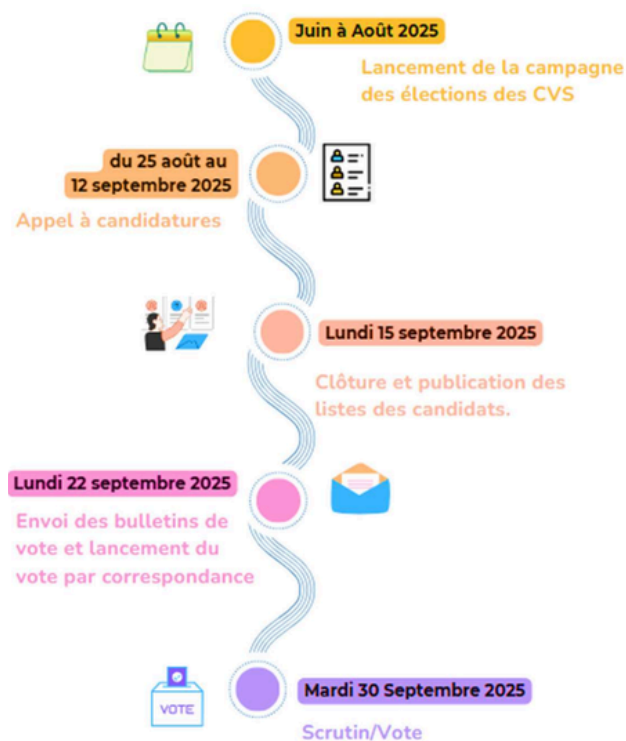 Juin à Août 2025
Lancement de la campagne
des élections des CVS
du 25 août au
12 septembre 2025
Appel à candidatures
Lundi 15 septembre 2025
Clôture et publication des
listes des candidats.
Lundi 22 septembre 2025
Envoi des bulletins de
vote et lancement du
vote par correspondance
Mardi 30 Septembre 2025
VOTE
Scrutin/Vote